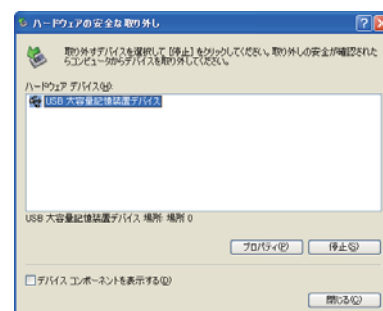 ハードウェアの安全な取り外し
取り外すデバイスを選択して [停止] をクリックしてください。取り外しの安全が確認された
らコンピュータからデバイスを取り外してください。
ハードウェア デバイス(H):
USB 大容量記憶装置デバイス
USB 大容量記憶装置デバイス 場所 場所 0
プロパティ(P) 停止(S)
デバイス コンポーネントを表示する(D)
閉じる(C)